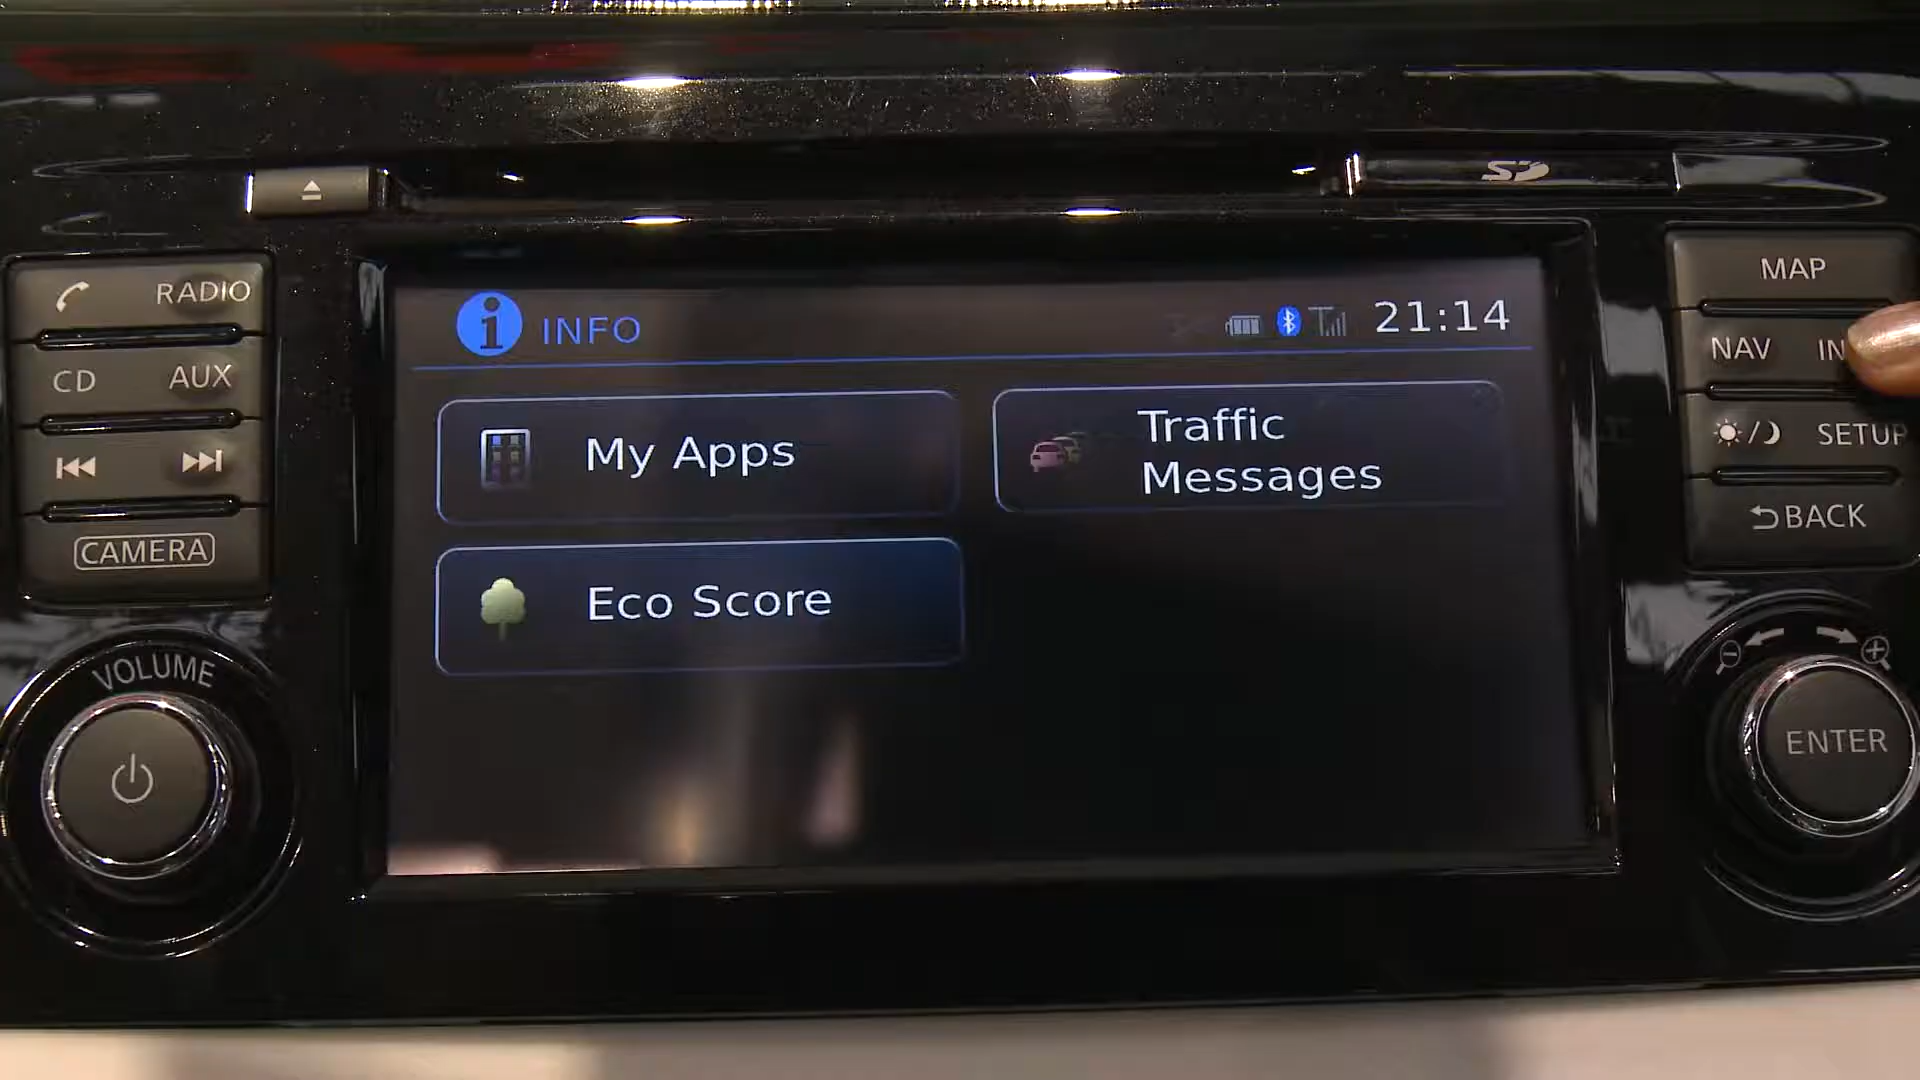 SD
RADIO
CD AUX
CAMERA
VOLUME
i INFO
21:14
My Apps
Traffic
Messages
Eco Score
MAP
NAV IN
SETUP
BACK
ENTER